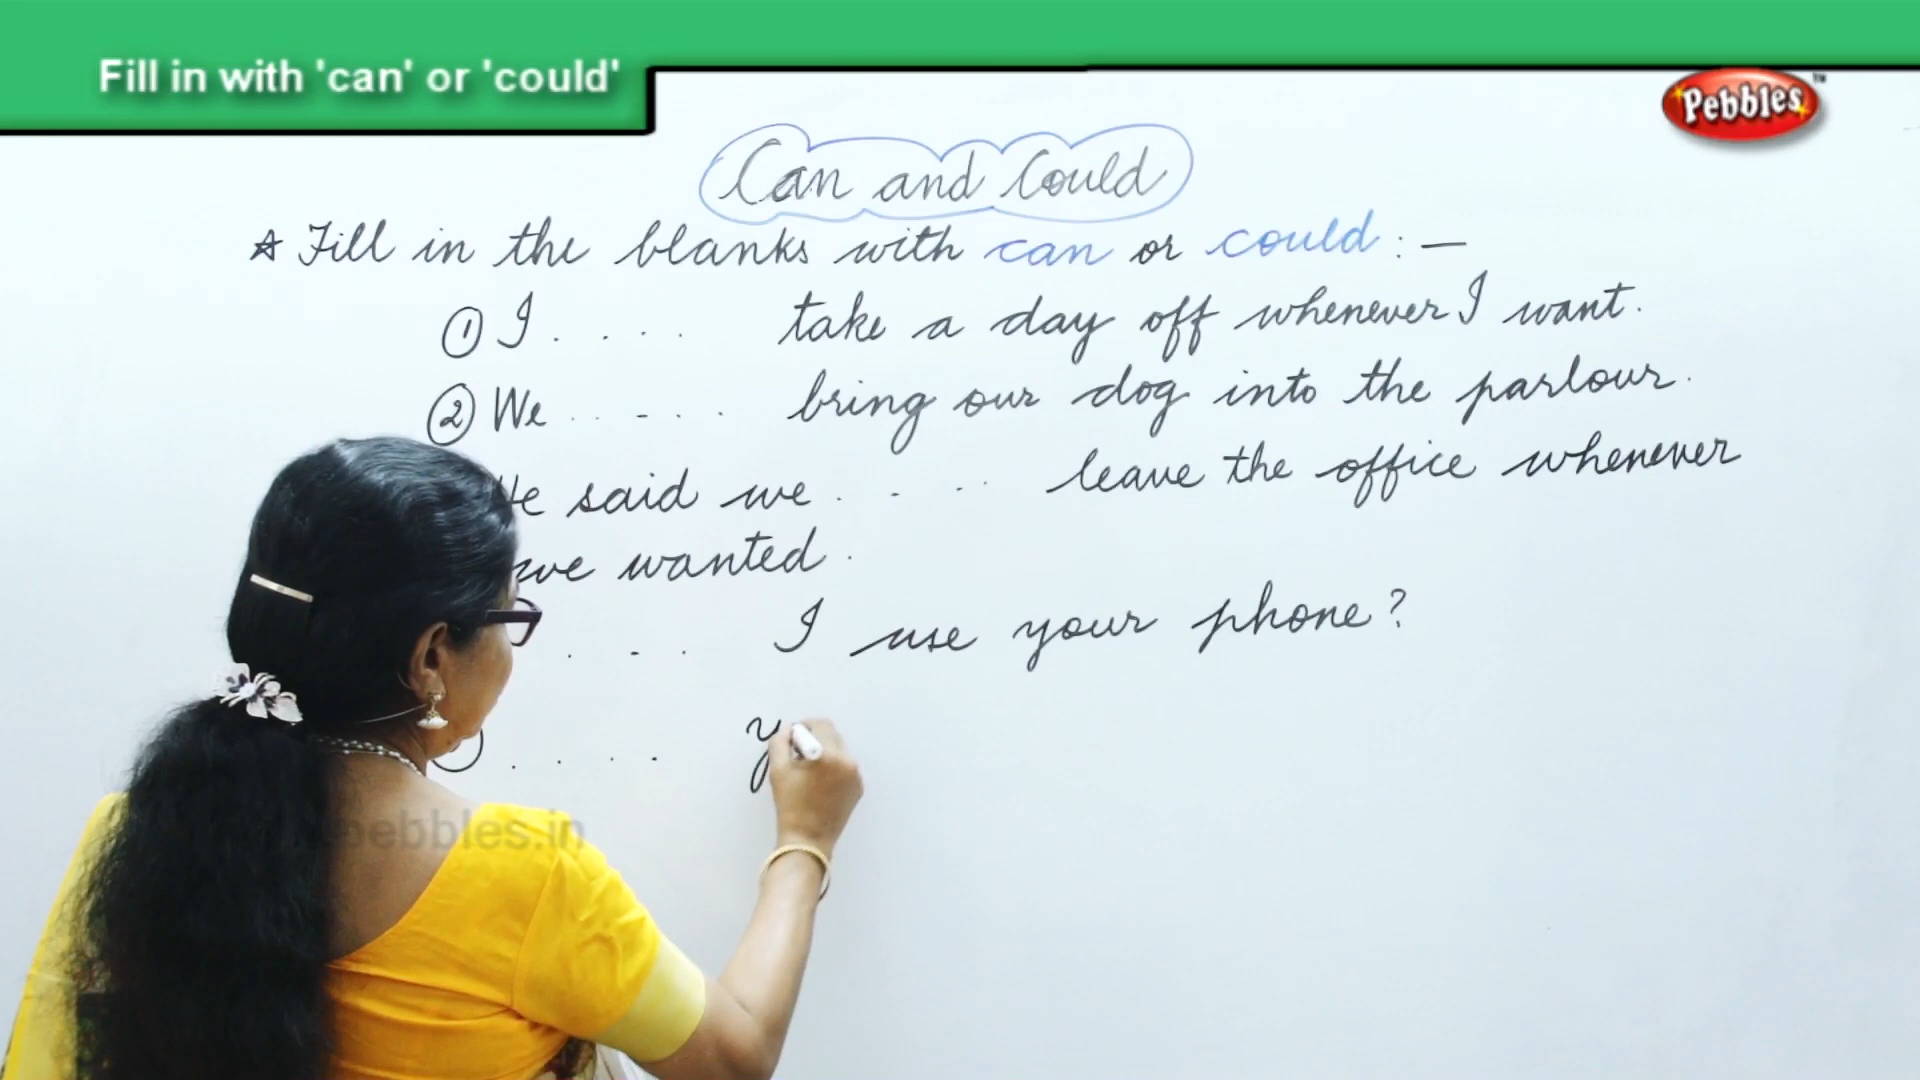 Fill in with 'can' or 'could'
Pebbles™
Can and Could
☆ Fill in the blanks with can or could : —
① I . . . . take a day off whenever I want.
② We . . - . . . bring our dog into the parlour.
He said we . - . . leave the office whenever
we wanted.
. - . I use your phone?
. . . . . y
pebbles.in